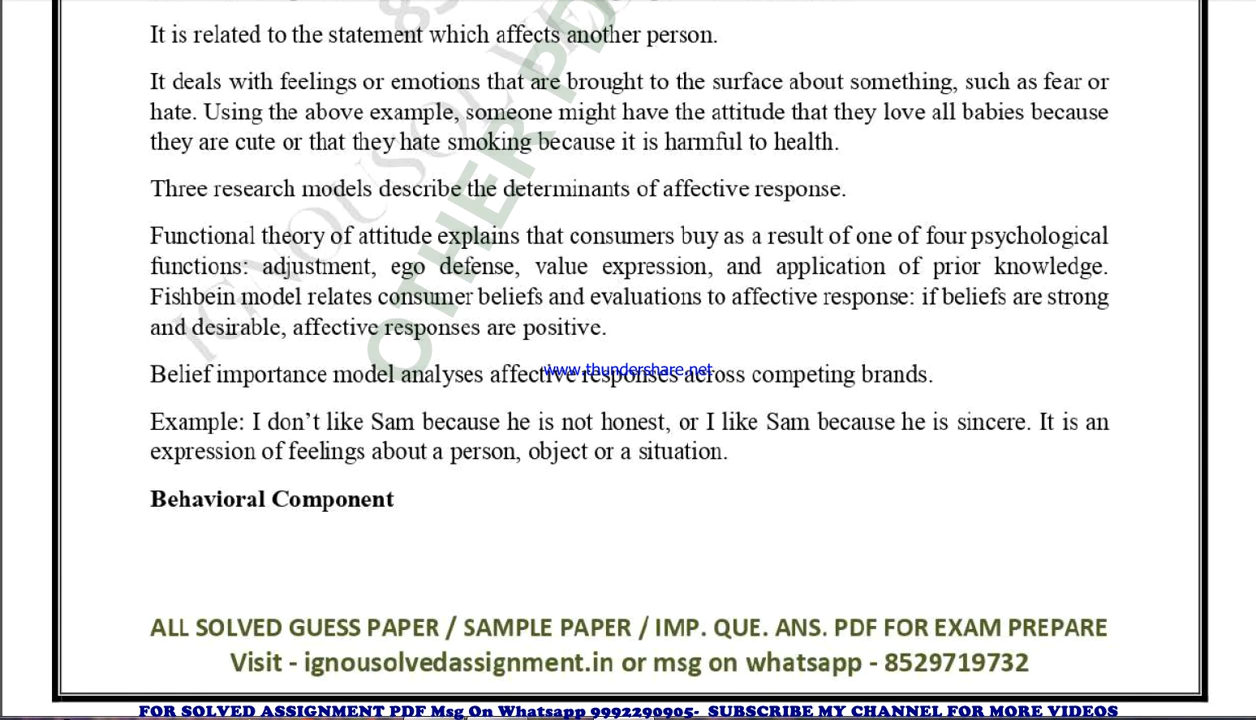 It is related to the statement which affects another person.
It deals with feelings or emotions that are brought to the surface about something, such as fear or
hate. Using the above example, someone might have the attitude that they love all babies because
they are cute or that they hate smoking because it is harmful to health.
Three research models describe the determinants of affective response.
Functional theory of attitude explains that consumers buy as a result of one of four psychological
functions: adjustment, ego defense, value expression, and application of prior knowledge.
Fishbein model relates consumer beliefs and evaluations to affective response: if beliefs are strong
and desirable, affective responses are positive.
Belief importance model analyses affective responses across competing brands.
www.thundershare.net
Example: I don’t like Sam because he is not honest, or I like Sam because he is sincere. It is an
expression of feelings about a person, object or a situation.
Behavioral Component
OTHER PD
ALL SOLVED GUESS PAPER / SAMPLE PAPER / IMP. QUE. ANS. PDF FOR EXAM PREPARE
Visit - ignousolvedassignment.in or msg on whatsapp - 8529719732
FOR SOLVED ASSIGNMENT PDF Msg On Whatsapp 9992290905- SUBSCRIBE MY CHANNEL FOR MORE VIDEOS